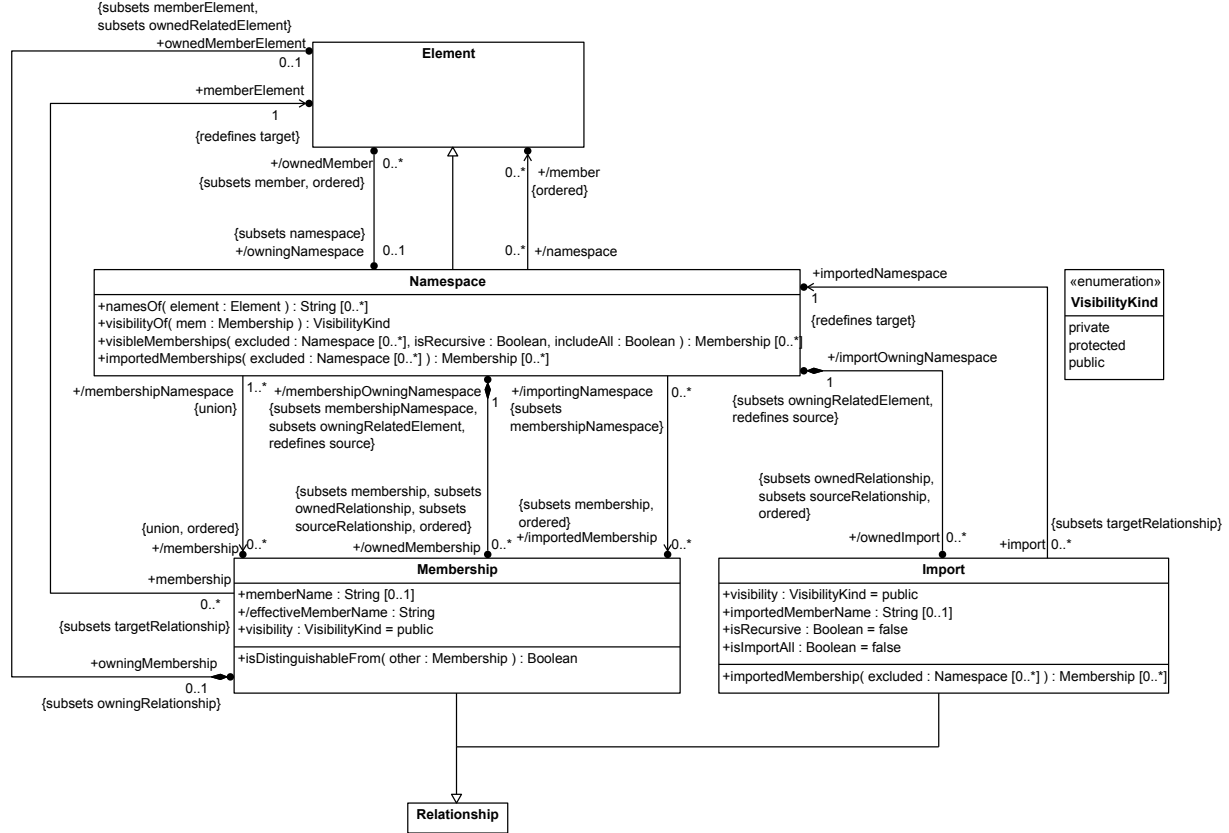 {subsets memberElement,
subsets ownedRelatedElement}
+ownedMemberElement
0..1
Element
+memberElement
1
{redefines target}
+/ownedMember
0..*
{subsets member, ordered}
0..*
+/member
{ordered}
{subsets namespace}
+/owningNamespace
0..1
0..*
+/namespace
Namespace
+namesOf( element : Element ) : String [0..*]
+visibilityOf( mem : Membership ) : VisibilityKind
+visibleMemberships( excluded : Namespace [0..*], isRecursive : Boolean, includeAll : Boolean ) : Membership [0..*]
+importedMemberships( excluded : Namespace [0..*] ) : Membership [0..*]
+importedNamespace
1
{redefines target}
«enumeration»
VisibilityKind
private
protected
public
+/importOwningNamespace
1
{subsets owningRelatedElement,
redefines source}
+/membershipNamespace
{union}
1..*
+/membershipOwningNamespace
1
{subsets membershipNamespace,
subsets owningRelatedElement,
redefines source}
+/importingNamespace
{subsets
membershipNamespace}
0..*
{union, ordered}
+/membership
0..*
{subsets membership, subsets
ownedRelationship, subsets
sourceRelationship, ordered}
+/ownedMembership
0..*
{subsets membership,
ordered}
+/importedMembership
0..*
{subsets ownedRelationship,
subsets sourceRelationship,
ordered}
+/ownedImport
0..*
{subsets targetRelationship}
+import
0..*
Membership
+memberName : String [0..1]
+/effectiveMemberName : String
+visibility : VisibilityKind = public
+isDistinguishableFrom( other : Membership ) : Boolean
+membership
0..*
{subsets targetRelationship}
+owningMembership
0..1
{subsets owningRelationship}
Import
+visibility : VisibilityKind = public
+importedMemberName : String [0..1]
+isRecursive : Boolean = false
+isImportAll : Boolean = false
+importedMembership( excluded : Namespace [0..*] ) : Membership [0..*]
Relationship